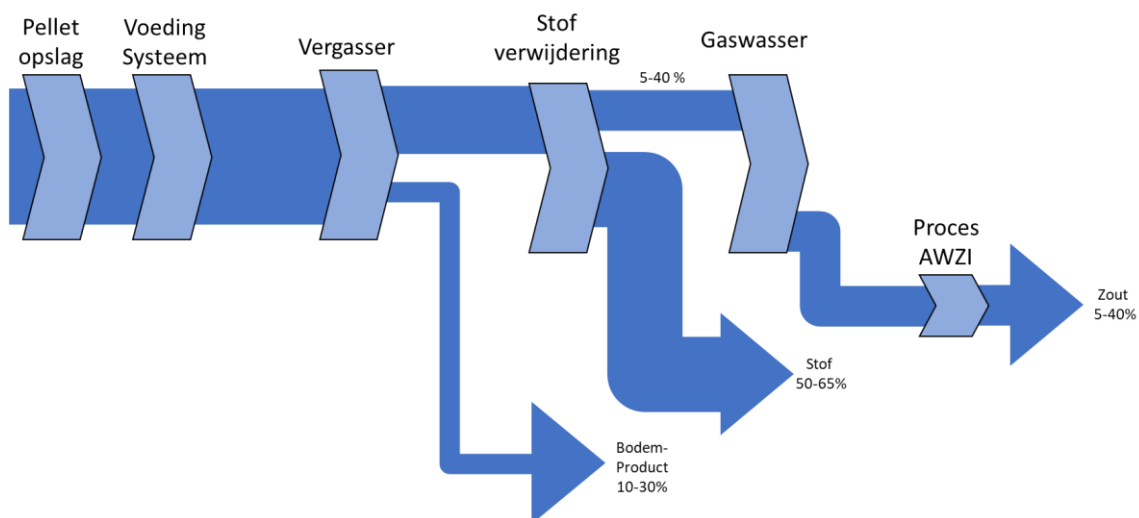 Pellet
opslag
Voeding
Systeem
Vergasser
Stof
verwijdering
5-40 %
Gaswasser
Proces
AWZI
Zout
5-40%
Stof
50-65%
Bodem-
Product
10-30%